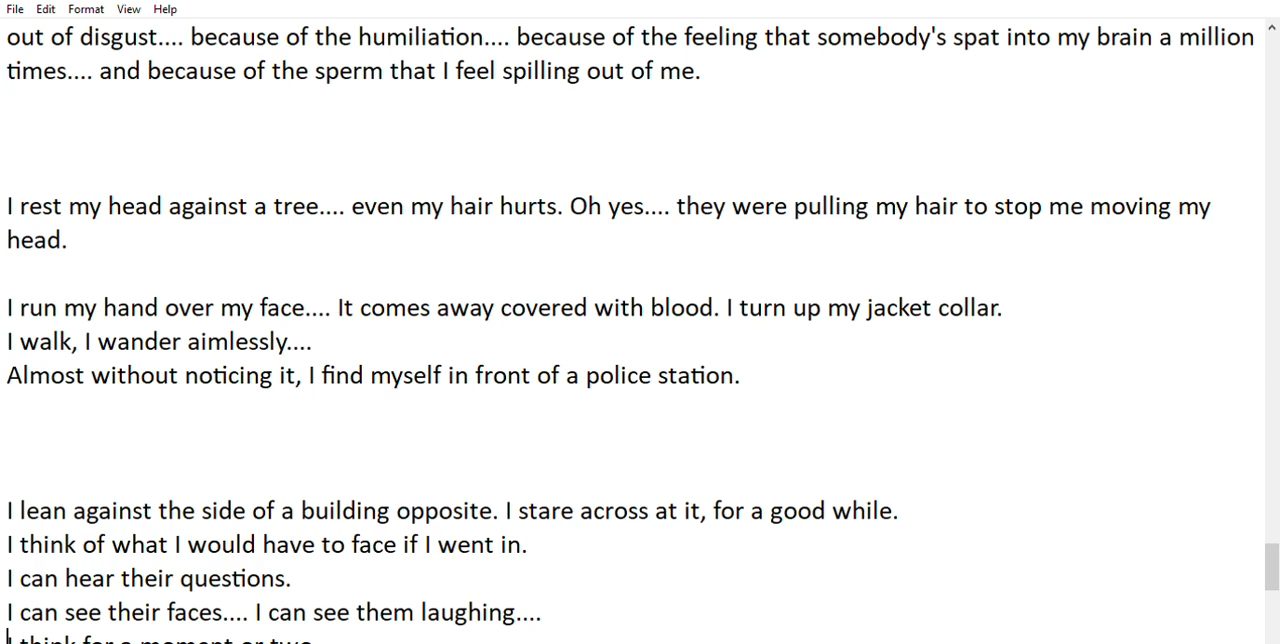 File Edit Format View Help
out of disgust.... because of the humiliation.... because of the feeling that somebody's spat into my brain a million
times.... and because of the sperm that I feel spilling out of me.
I rest my head against a tree.... even my hair hurts. Oh yes.... they were pulling my hair to stop me moving my
head.
I run my hand over my face.... It comes away covered with blood. I turn up my jacket collar.
I walk, I wander aimlessly....
Almost without noticing it, I find myself in front of a police station.
I lean against the side of a building opposite. I stare across at it, for a good while.
I think of what I would have to face if I went in.
I can hear their questions.
I can see their faces.... I can see them laughing....
I think for a moment or two